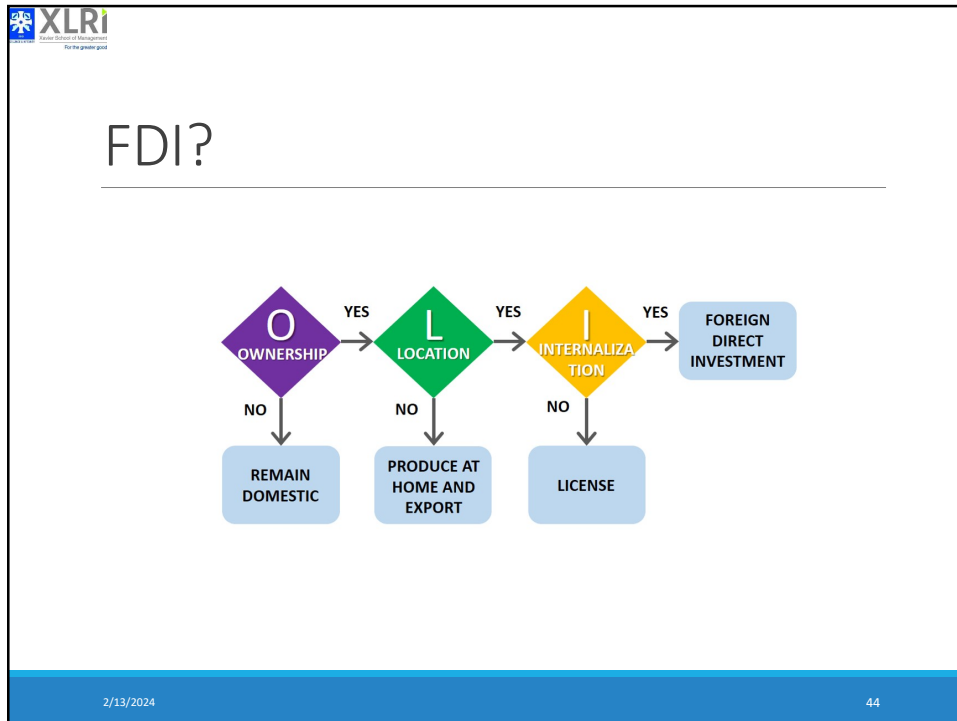 XLRi
Xavier School of Management
For the greater good
FDI?
O
OWNERSHIP
YES
L
LOCATION
YES
I
INTERNALIZA
TION
YES
FOREIGN
DIRECT
INVESTMENT
NO
REMAIN
DOMESTIC
NO
PRODUCE AT
HOME AND
EXPORT
NO
LICENSE
2/13/2024
44